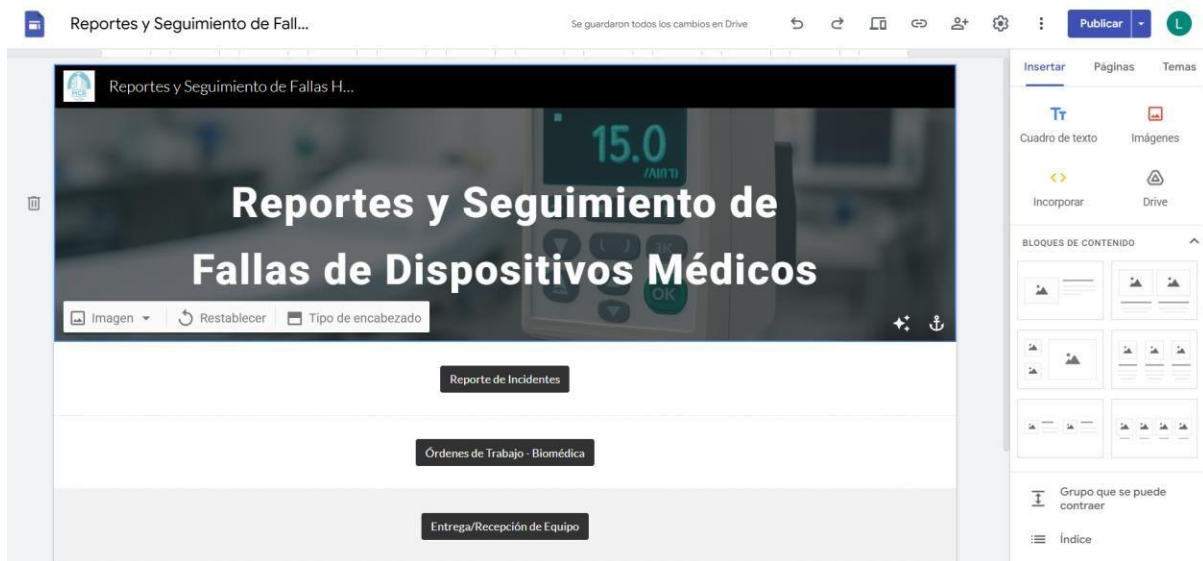 Reportes y Seguimiento de Fall...
Se guardaron todos los cambios en Drive
Publicar
L
Insertar Páginas Temas
Reportes y Seguimiento de Fallas H...
15.0
Reportes y Seguimiento de
Fallas de Dispositivos Médicos
OK
Imagen
Restablecer
Tipo de encabezado
Reporte de Incidentes
Órdenes de Trabajo - Biomédica
Entrega/Recepción de Equipo
Cuadro de texto
Imágenes
Incorporar
Drive
BLOQUES DE CONTENIDO
Grupo que se puede
contraer
Índice